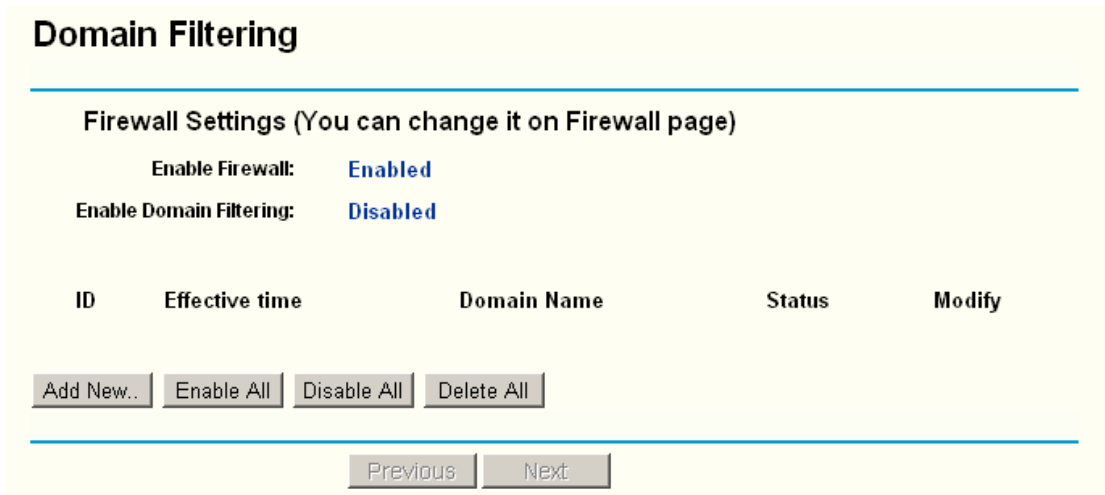 Domain Filtering
Firewall Settings (You can change it on Firewall page)
Enable Firewall: Enabled
Enable Domain Filtering: Disabled
ID Effective time Domain Name Status Modify
Add New.. Enable All Disable All Delete All
Previous Next